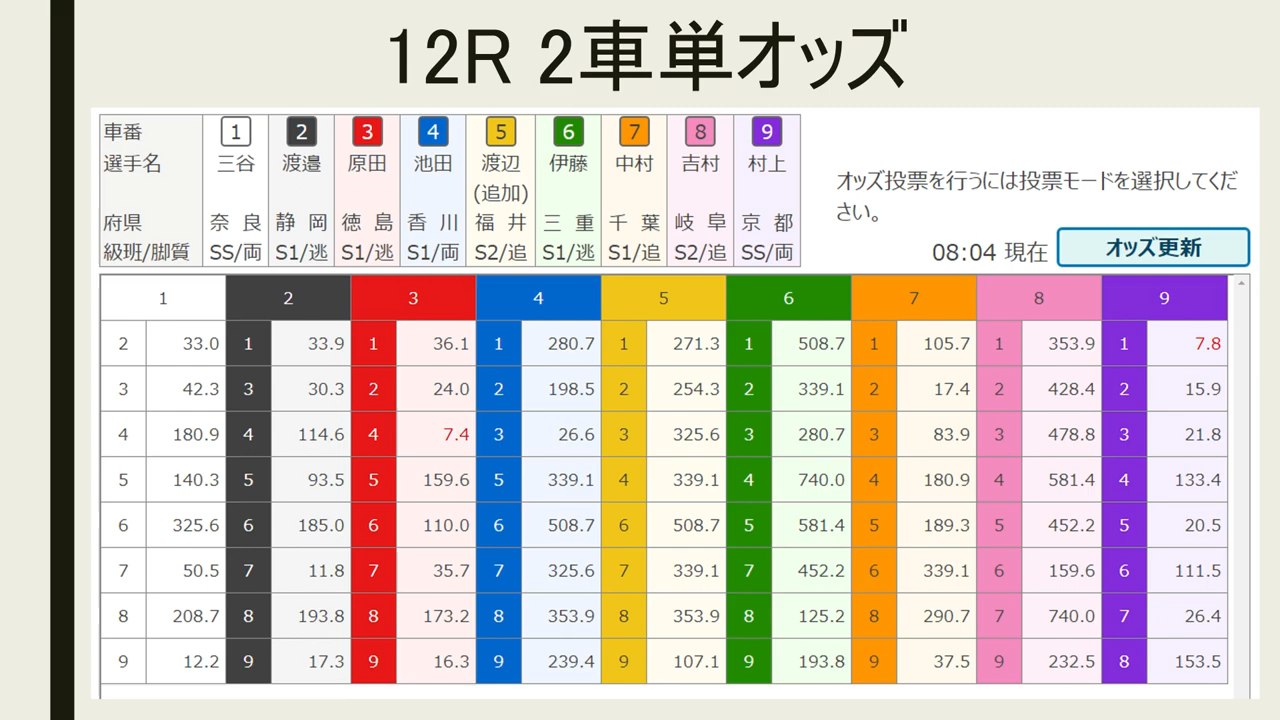 12R 2車単オッズ
車番 1 2 3 4 5 6 7 8 9
選手名 三谷 渡邉 原田 池田 渡辺 伊藤 中村 吉村 村上
(追加)
府県 奈良 静岡 徳島 香川 福井 三重 千葉 岐阜 京都
級班/脚質 SS/両 S1/逃 S1/逃 S1/両 S2/追 S1/逃 S1/追 S2/追 SS/両
オッズ投票を行うには投票モードを選択してくだ
さい。
08:04 現在 オッズ更新
1 2 3 4 5 6 7 8 9
2 33.0 1 33.9 1 36.1 1 280.7 1 271.3 1 508.7 1 105.7 1 353.9 1 7.8
3 42.3 3 30.3 2 24.0 2 198.5 2 254.3 2 339.1 2 17.4 2 428.4 2 15.9
4 180.9 4 114.6 4 7.4 3 26.6 3 325.6 3 280.7 3 83.9 3 478.8 3 21.8
5 140.3 5 93.5 5 159.6 5 339.1 4 339.1 4 740.0 4 180.9 4 581.4 4 133.4
6 325.6 6 185.0 6 110.0 6 508.7 6 508.7 5 581.4 5 189.3 5 452.2 5 20.5
7 50.5 7 11.8 7 35.7 7 325.6 7 339.1 7 452.2 6 339.1 6 159.6 6 111.5
8 208.7 8 193.8 8 173.2 8 353.9 8 353.9 8 125.2 8 290.7 7 740.0 7 26.4
9 12.2 9 17.3 9 16.3 9 239.4 9 107.1 9 193.8 9 37.5 9 232.5 8 153.5